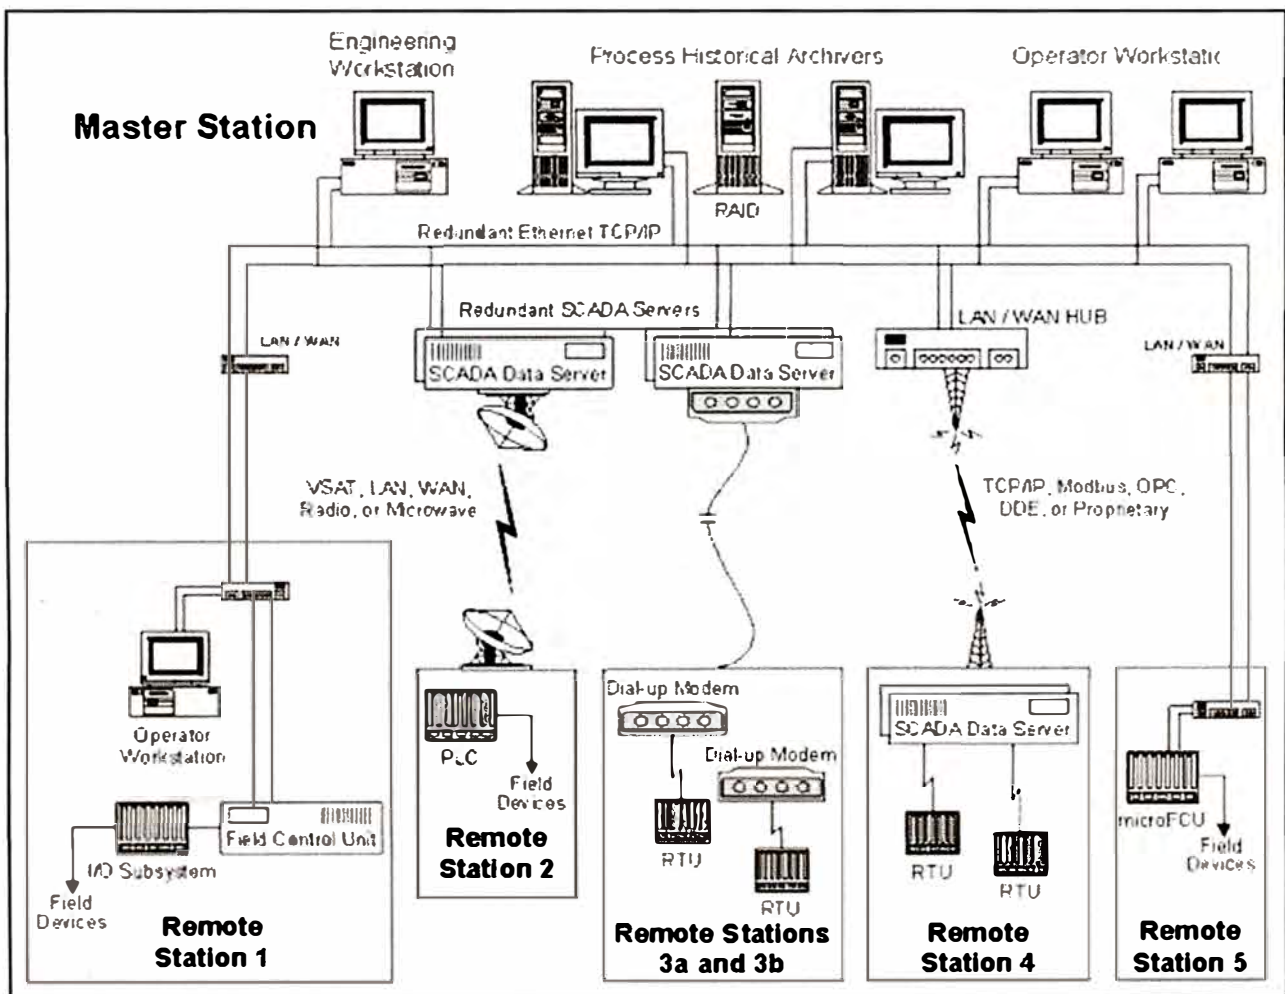 Engineering
Workstation
Process Historical Archivers
Operator Workstatic
Master Station
RAID
Redundant Ethernet TCP/IP
Redundant SCADA Servers
LAN / WAN HUB
LAN / WAN
LAN / WAN
SCADA Data Server
SCADA Data Server
VSAT, LAN, WAN,
Radio, or Microwave
TCP/IP, Modbus, OPC,
DDE, or Proprietary
Operator
Workstation
I/O Subsystem
Field Control Unit
Field
Devices
Remote
Station 1
PLC
Field
Devices
Remote
Station 2
Dial-up Modem
Dial-up Modem
RTU
RTU
Remote Stations
3a and 3b
SCADA Data Server
RTU
RTU
Remote
Station 4
microFCU
Field
Devices
Remote
Station 5